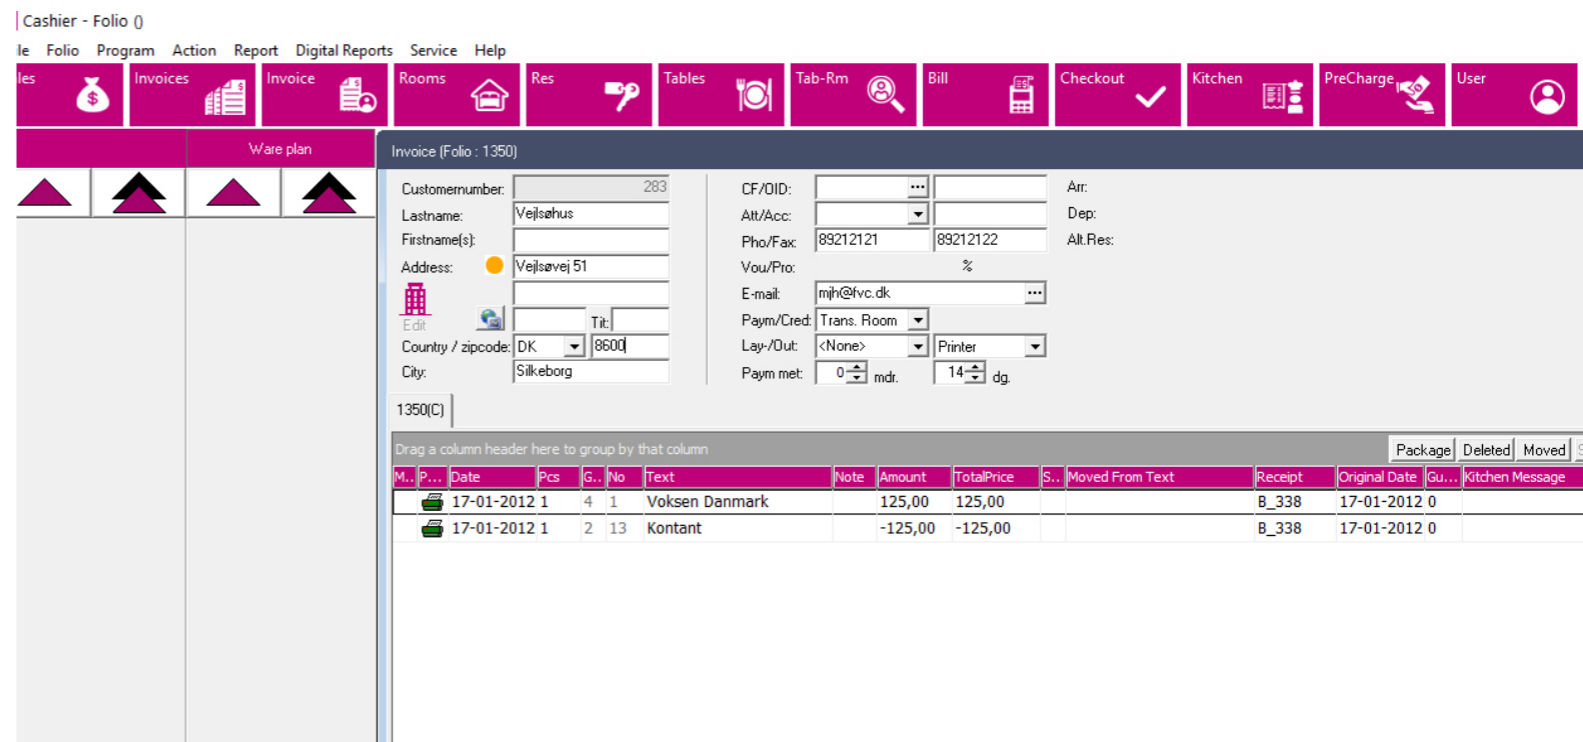 Cashier - Folio ()
le Folio Program Action Report Digital Reports Service Help
les Invoices Invoice Rooms Res Tables Tab-Rm Bill Checkout Kitchen PreCharge User
Ware plan
Invoice (Folio : 1350)
Customernumber: 283 CF/OID: ... Arr:
Lastname: Vejlsøhus Att/Acc: Dep:
Firstname(s): Pho/Fax: 89212121 89212122 Alt.Res:
Address: Vejlsøvej 51 Vou/Pro: %
E-mail: mjh@fvc.dk ...
Edit Tit: Paym/Cred: Trans. Room
Country / zipcode: DK 8600 Lay-/Out: <None> Printer
City: Silkeborg Paym met: 0 mdr. 14 dg.
1350(C)
Drag a column header here to group by that column Package Deleted Moved
M.. P... Date Pcs G.. No Text Note Amount TotalPrice S... Moved From Text Receipt Original Date Gu... Kitchen Message
17-01-2012 1 4 1 Voksen Danmark 125,00 125,00 B_338 17-01-2012 0
17-01-2012 1 2 13 Kontant -125,00 -125,00 B_338 17-01-2012 0